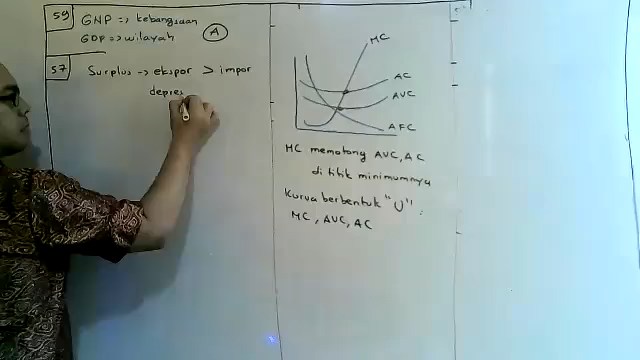 59 GNP => kebangsaan
GDP => wilayah
A
57 Surplus -> ekspor > impor
depres
MC
AC
AVC
AFC
MC memotong AVC, AC
di titik minimumnya
Kurva berbentuk "U" :
MC, AVC, AC